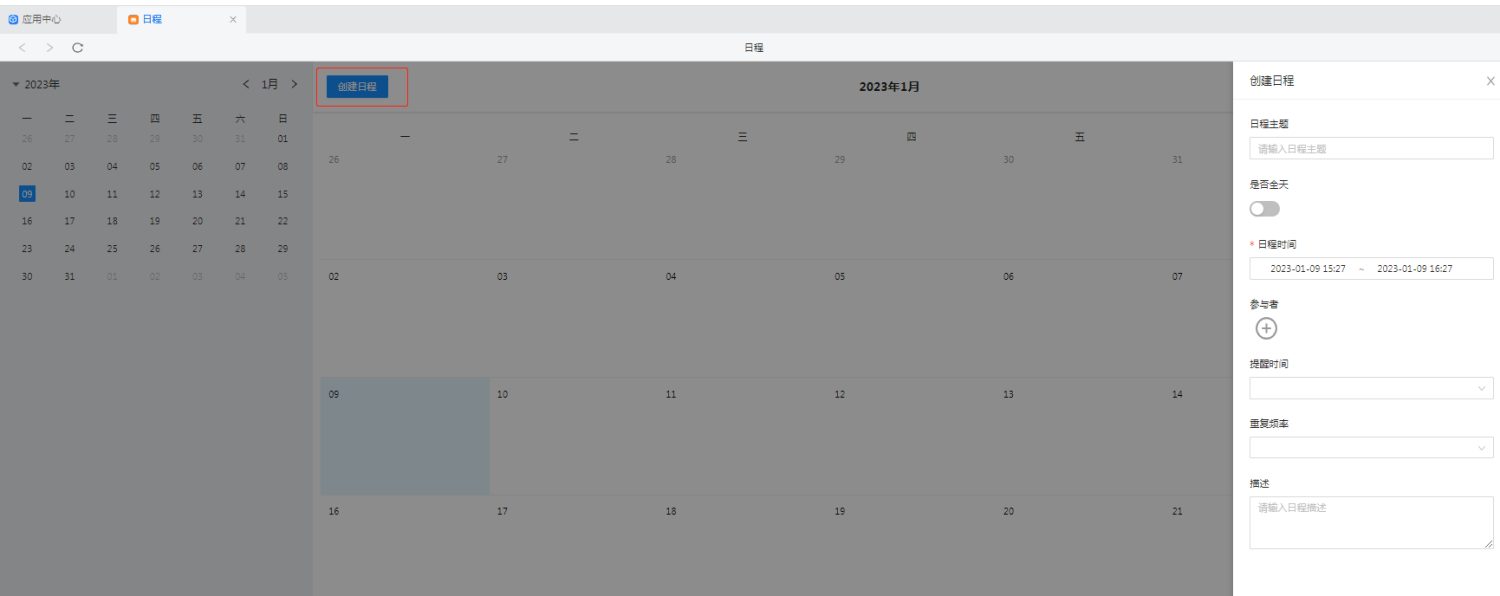 应用中心
日程
日程
2023年
1月
一 二 三 四 五 六 日
26 27 28 29 30 31 01
02 03 04 05 06 07 08
09 10 11 12 13 14 15
16 17 18 19 20 21 22
23 24 25 26 27 28 29
30 31 01 02 03 04 05
创建日程
2023年1月
一 二 三 四 五
26 27 28 29 30 31
02 03 04 05 06 07
09 10 11 12 13 14
16 17 18 19 20 21
创建日程
日程主题
请输入日程主题
是否全天
* 日程时间
2023-01-09 15:27 ~ 2023-01-09 16:27
参与者
提醒时间
重复频率
描述
请输入日程描述